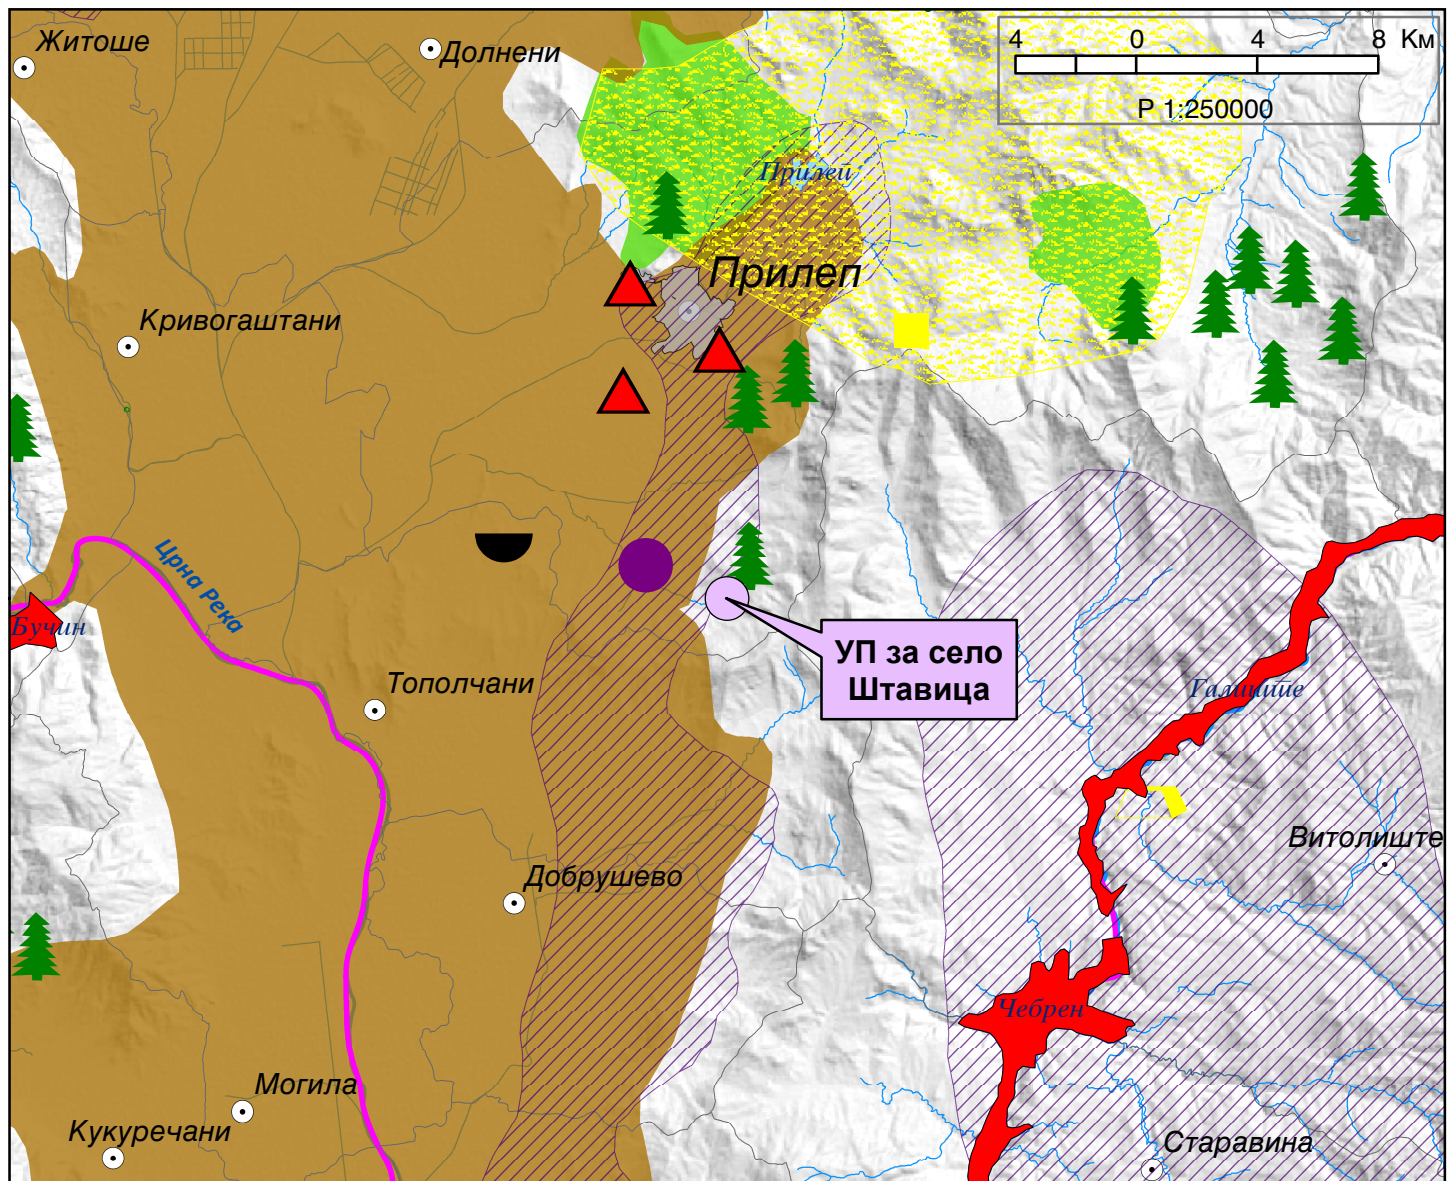 Житоше
Долнени
4 0 4 8 Км
Р 1:250000
Прилеп
Прилеп
Кривогаштани
Црна Река
Бучин
УП за село
Штавица
Тополчани
Галиште
Витолиште
Добрушево
Чебрен
Могила
Кукуречани
Старавина